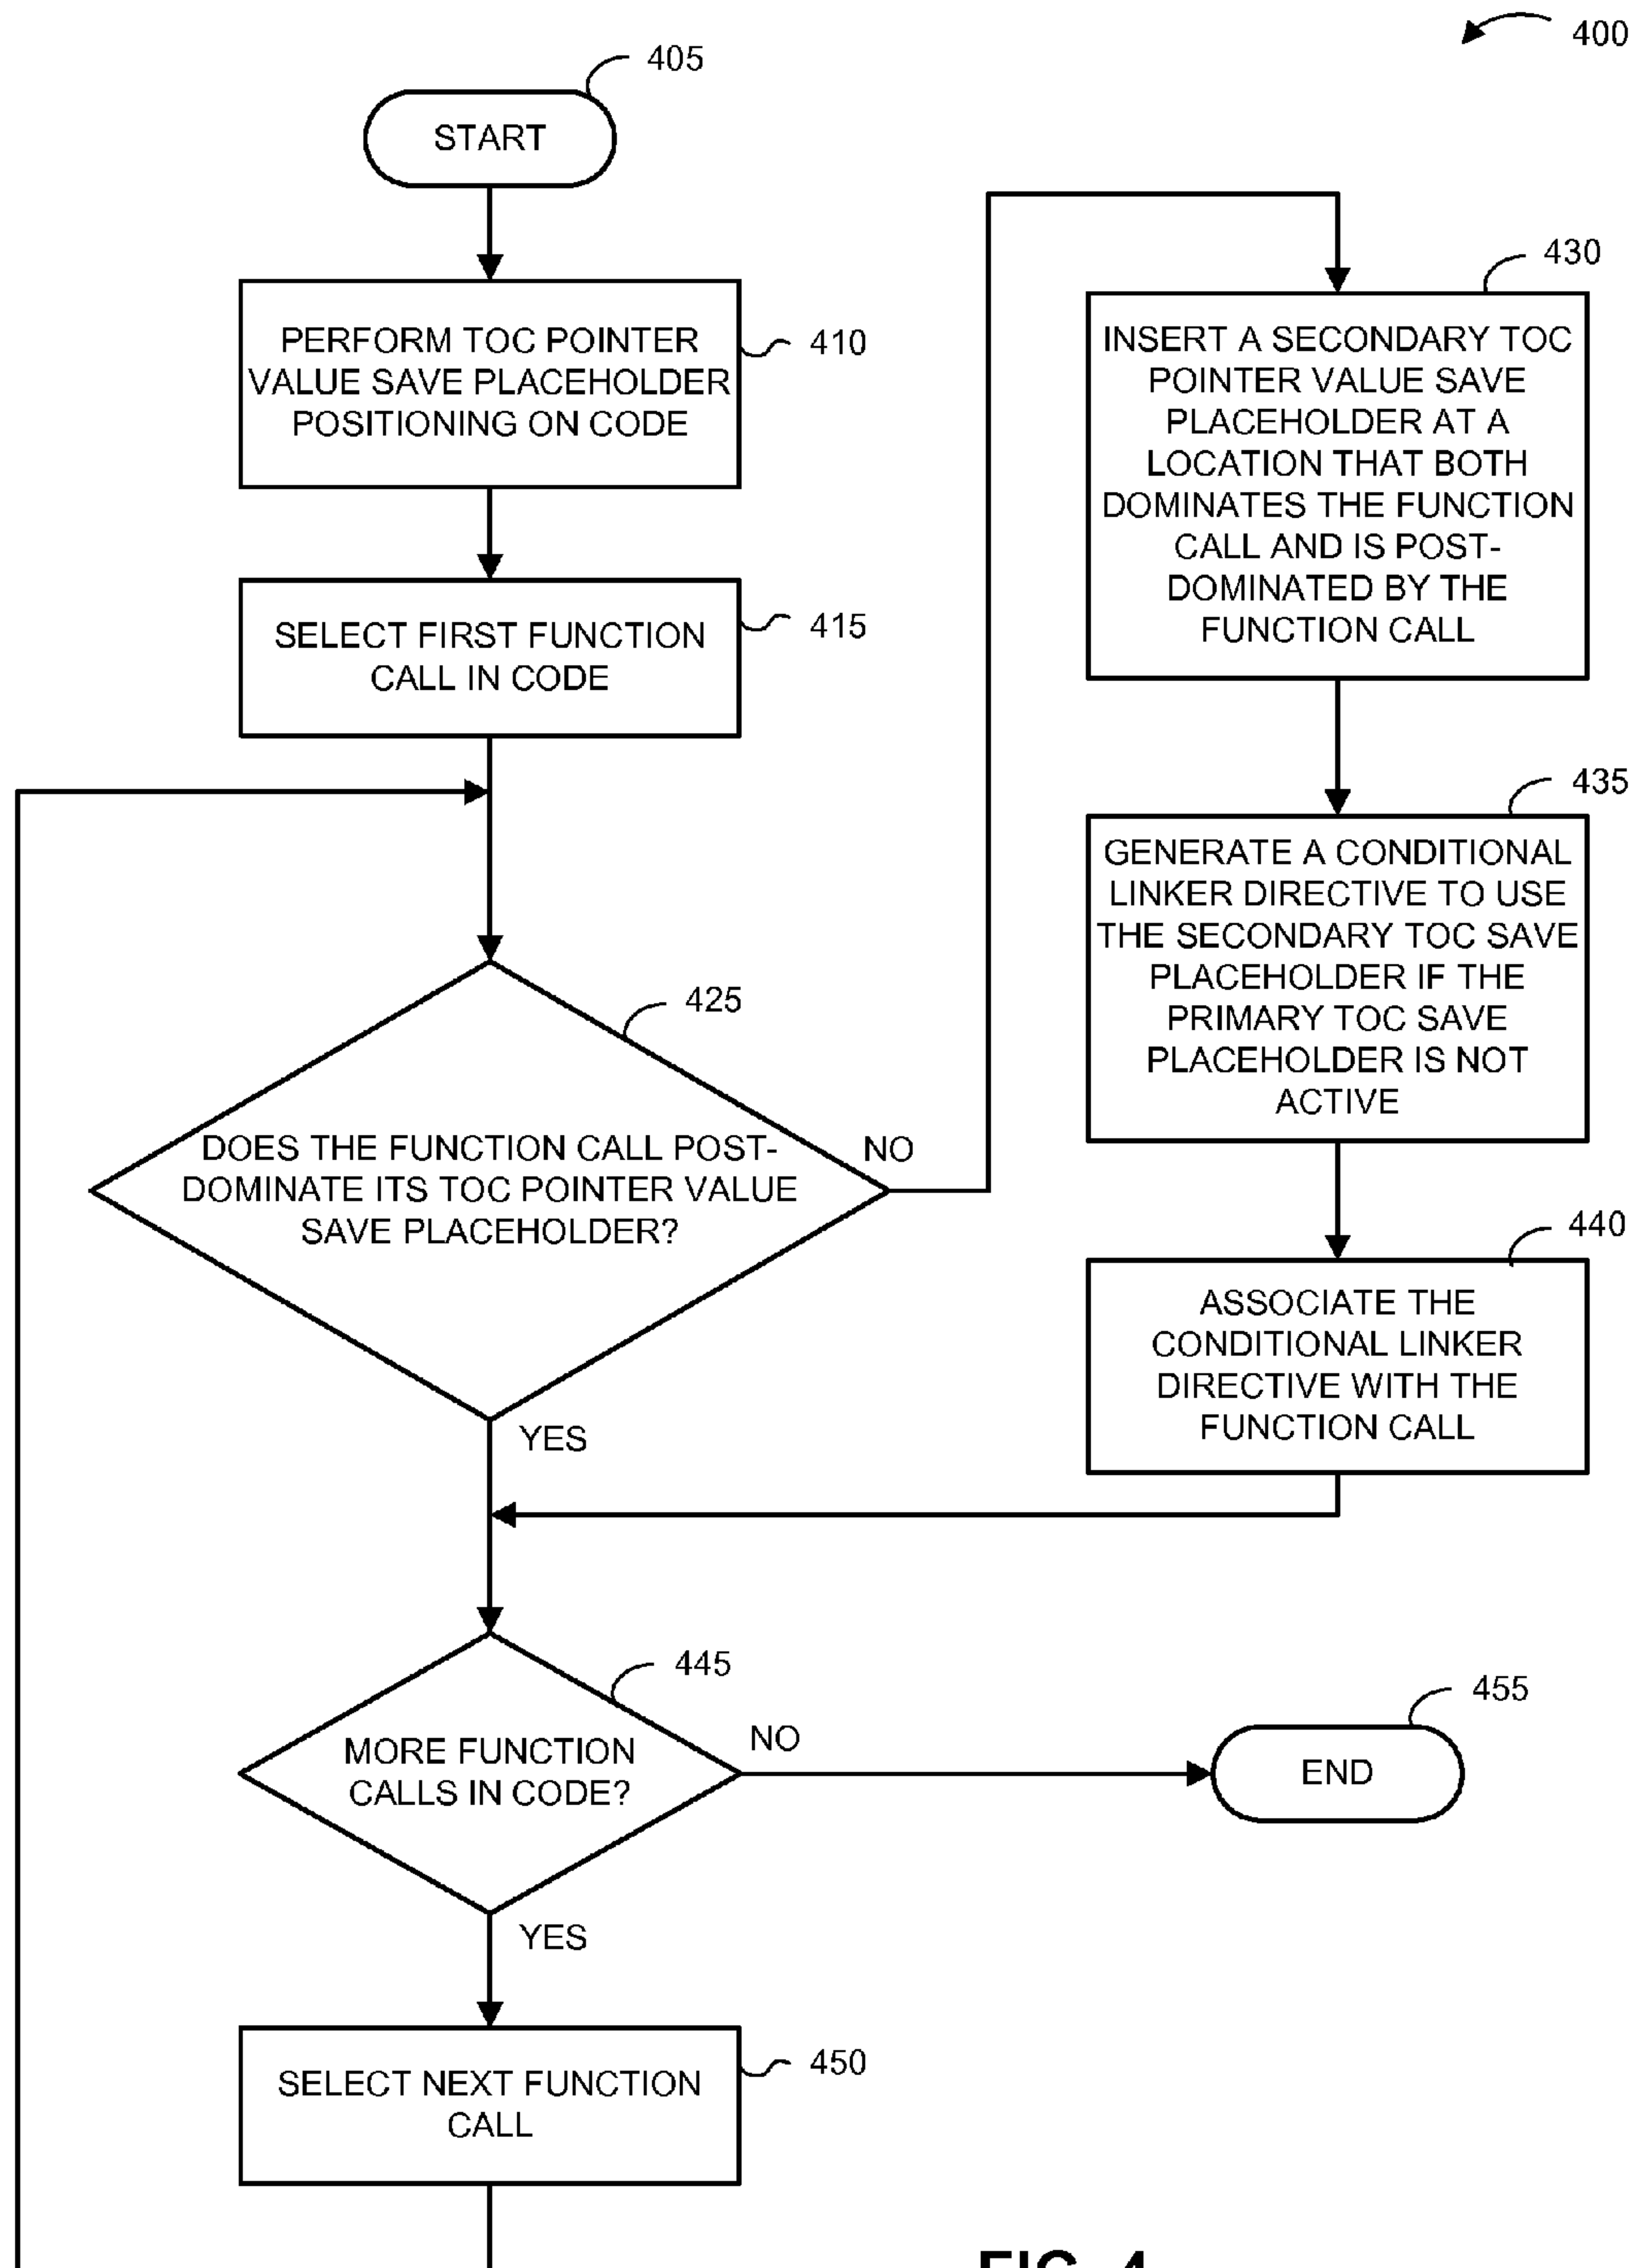 400
405
START
PERFORM TOC POINTER
VALUE SAVE PLACEHOLDER
POSITIONING ON CODE
410
SELECT FIRST FUNCTION
CALL IN CODE
415
425
DOES THE FUNCTION CALL POST-
DOMINATE ITS TOC POINTER VALUE
SAVE PLACEHOLDER?
NO
YES
430
INSERT A SECONDARY TOC
POINTER VALUE SAVE
PLACEHOLDER AT A
LOCATION THAT BOTH
DOMINATES THE FUNCTION
CALL AND IS POST-
DOMINATED BY THE
FUNCTION CALL
435
GENERATE A CONDITIONAL
LINKER DIRECTIVE TO USE
THE SECONDARY TOC SAVE
PLACEHOLDER IF THE
PRIMARY TOC SAVE
PLACEHOLDER IS NOT
ACTIVE
440
ASSOCIATE THE
CONDITIONAL LINKER
DIRECTIVE WITH THE
FUNCTION CALL
445
MORE FUNCTION
CALLS IN CODE?
NO
455
END
YES
SELECT NEXT FUNCTION
CALL
450
FIG. 4